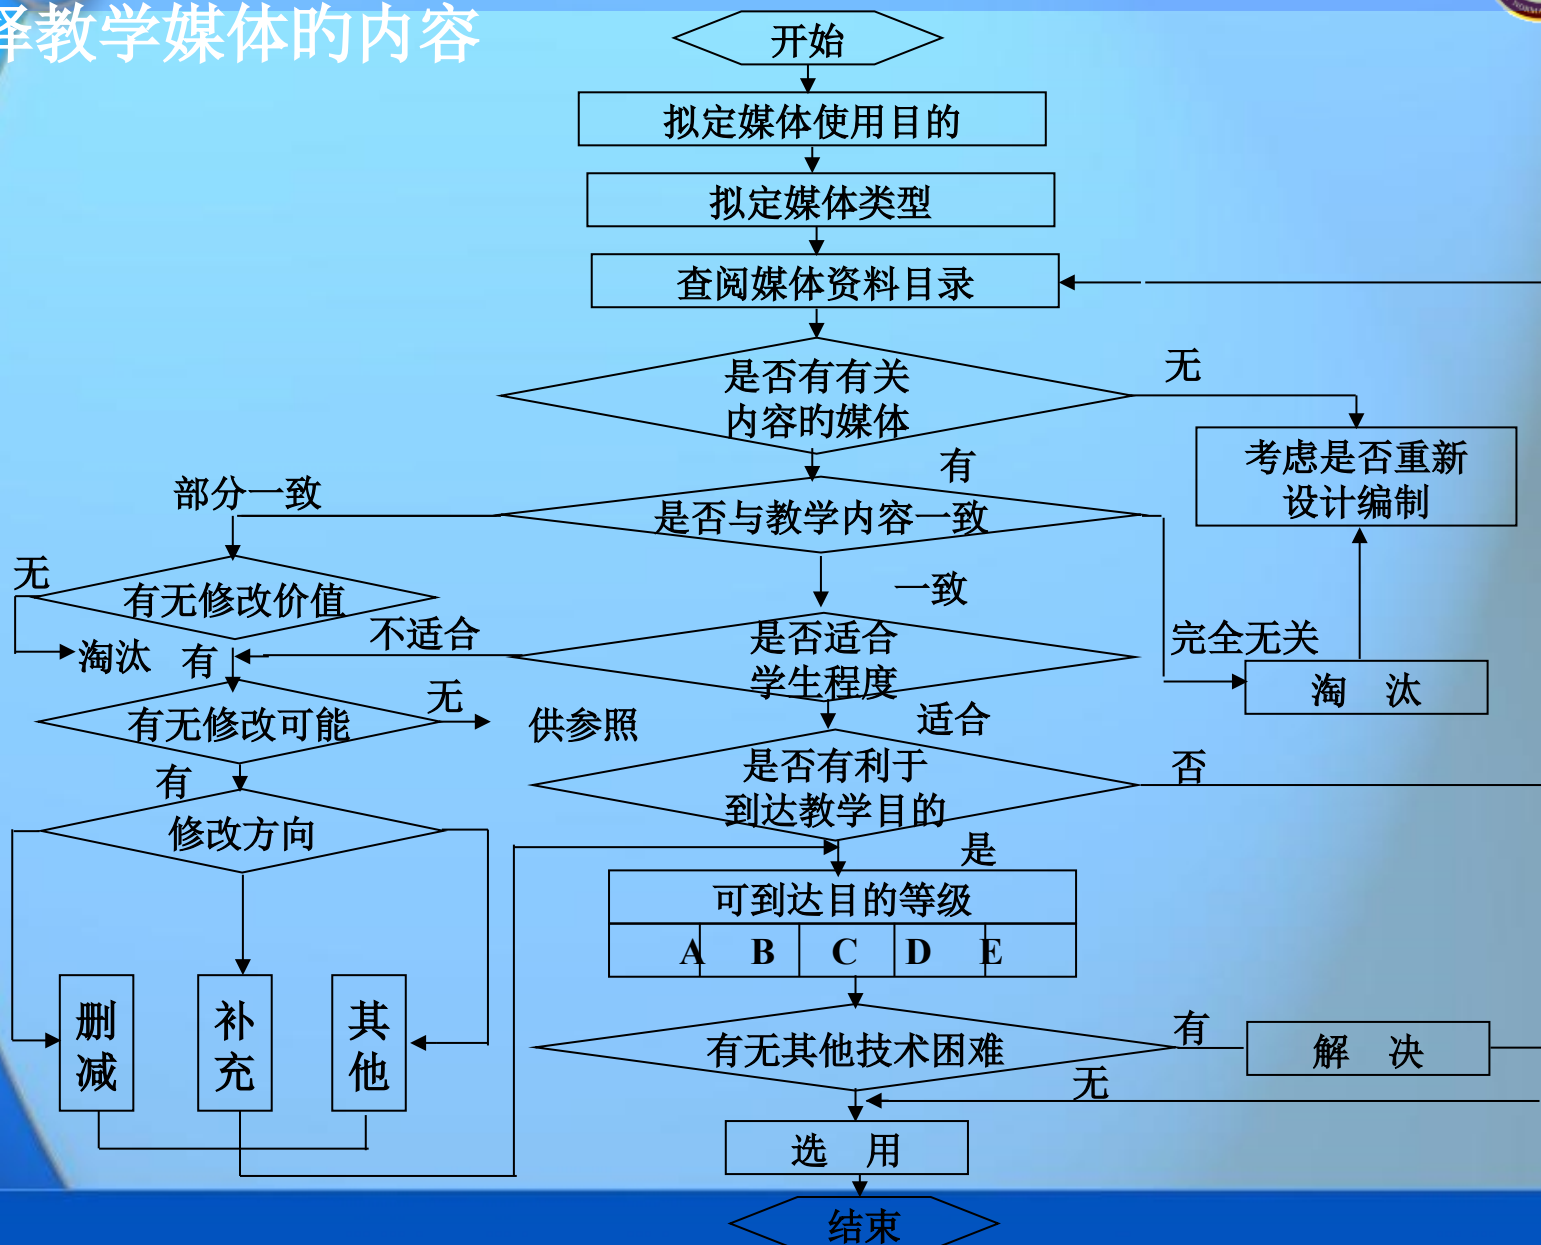 择教学媒体旳内容
开始
拟定媒体使用目的
拟定媒体类型
查阅媒体资料目录
是否有有关
内容旳媒体
无
考虑是否重新
设计编制
有
部分一致
是否与教学内容一致
无
有无修改价值
一致
不适合
是否适合
学生程度
完全无关
淘汰
有
淘 汰
有无修改可能
无
供参照
适合
是否有利于
到达教学目的
否
有
修改方向
是
可到达目的等级
A B C D E
删减
补充
其他
有无其他技术困难
有
解 决
无
选 用
结束